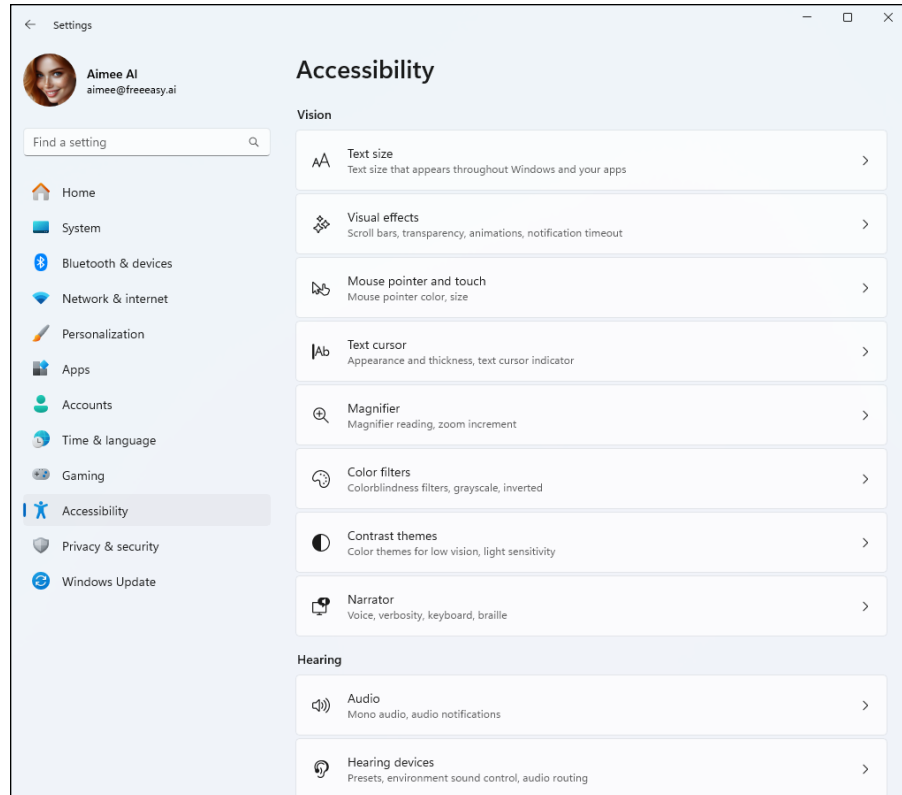 Settings
Aimee AI
aimee@freeeasy.ai
Find a setting
Home
System
Bluetooth & devices
Network & internet
Personalization
Apps
Accounts
Time & language
Gaming
Accessibility
Privacy & security
Windows Update
Accessibility
Vision
Text size
Text size that appears throughout Windows and your apps
Visual effects
Scroll bars, transparency, animations, notification timeout
Mouse pointer and touch
Mouse pointer color, size
Text cursor
Appearance and thickness, text cursor indicator
Magnifier
Magnifier reading, zoom increment
Color filters
Colorblindness filters, grayscale, inverted
Contrast themes
Color themes for low vision, light sensitivity
Narrator
Voice, verbosity, keyboard, braille
Hearing
Audio
Mono audio, audio notifications
Hearing devices
Presets, environment sound control, audio routing